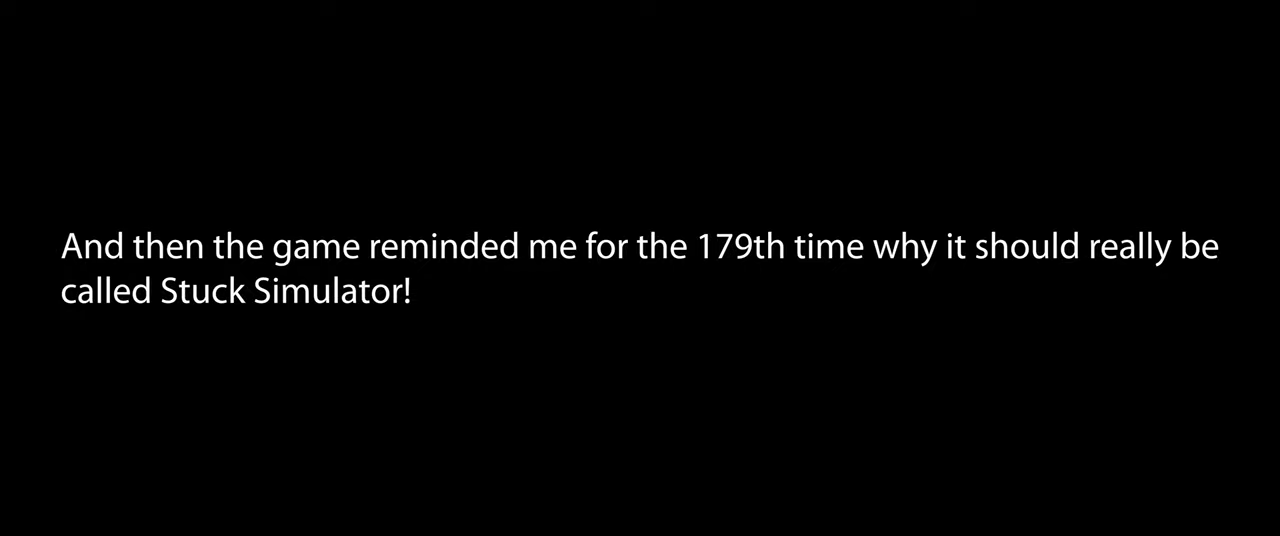 And then the game reminded me for the 179th time why it should really be
called Stuck Simulator!